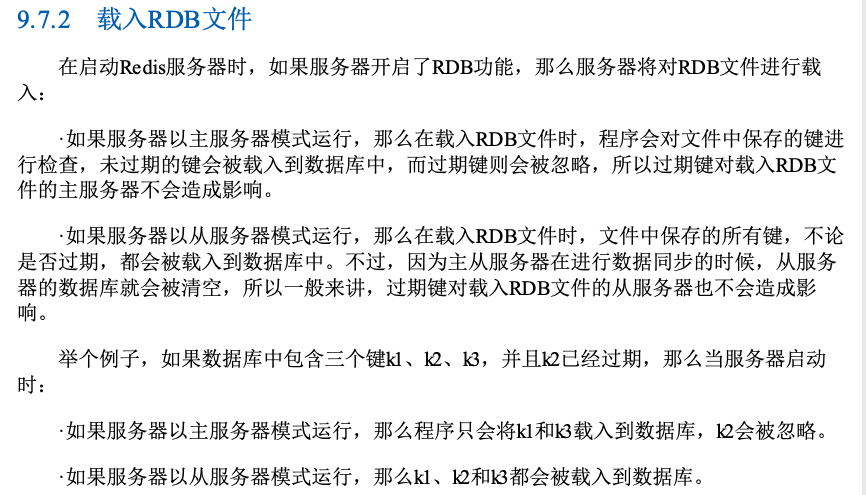 9.7.2 载入RDB文件
在启动Redis服务器时，如果服务器开启了RDB功能，那么服务器将对RDB文件进行载
入：
·如果服务器以主服务器模式运行，那么在载入RDB文件时，程序会对文件中保存的键进
行检查，未过期的键会被载入到数据库中，而过期键则会被忽略，所以过期键对载入RDB文
件的主服务器不会造成影响。
·如果服务器以从服务器模式运行，那么在载入RDB文件时，文件中保存的所有键，不论
是否过期，都会被载入到数据库中。不过，因为主从服务器在进行数据同步的时候，从服务
器的数据库就会被清空，所以一般来讲，过期键对载入RDB文件的从服务器也不会造成影
响。
举个例子，如果数据库中包含三个键k1、k2、k3，并且k2已经过期，那么当服务器启动
时：
·如果服务器以主服务器模式运行，那么程序只会将k1和k3载入到数据库，k2会被忽略。
·如果服务器以从服务器模式运行，那么k1、k2和k3都会被载入到数据库。